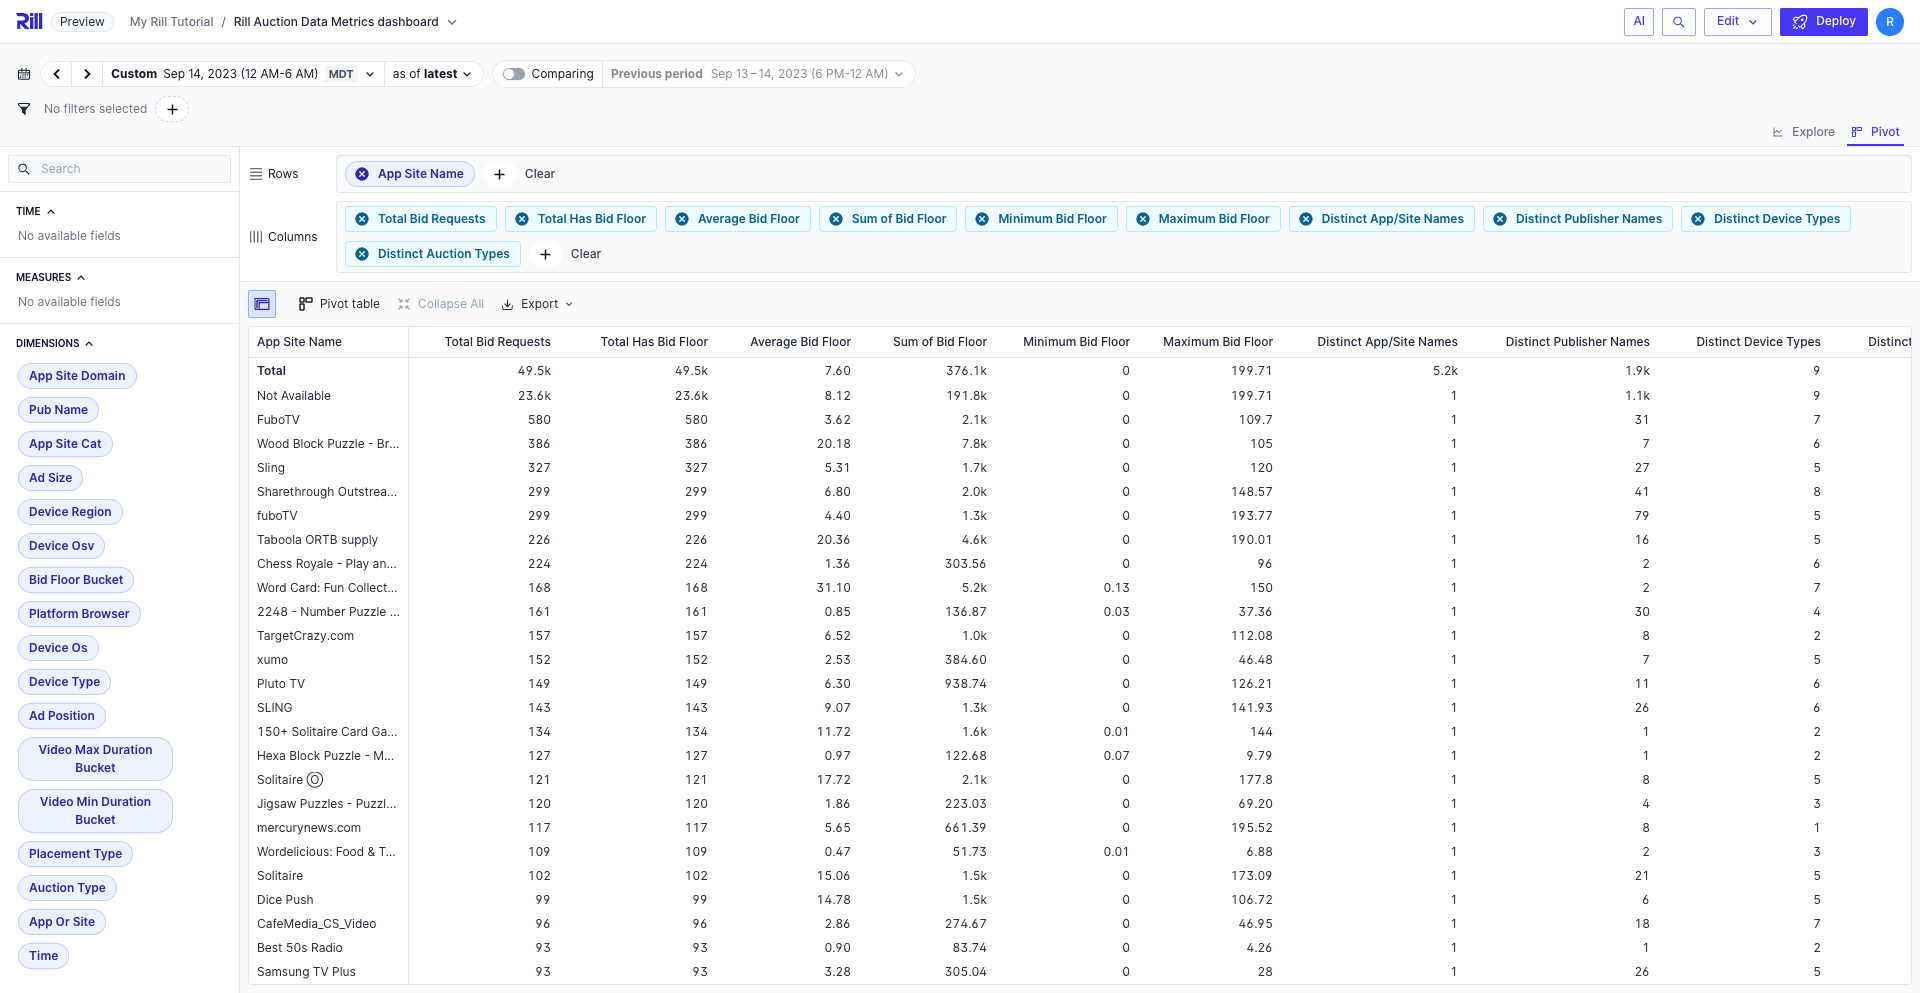 Rill Preview My Rill Tutorial / Rill Auction Data Metrics dashboard AI Edit Deploy R
Custom Sep 14, 2023 (12 AM-6 AM) MDT as of latest Comparing Previous period Sep 13 – 14, 2023 (6 PM-12 AM)
No filters selected
Explore Pivot
Search
TIME
No available fields
MEASURES
No available fields
DIMENSIONS
App Site Domain
Pub Name
App Site Cat
Ad Size
Device Region
Device Osv
Bid Floor Bucket
Platform Browser
Device Os
Device Type
Ad Position
Video Max Duration
Bucket
Video Min Duration
Bucket
Placement Type
Auction Type
App Or Site
Time
Rows App Site Name Clear
Columns Total Bid Requests Total Has Bid Floor Average Bid Floor Sum of Bid Floor Minimum Bid Floor Maximum Bid Floor Distinct App/Site Names Distinct Publisher Names Distinct Device Types
Distinct Auction Types Clear
Pivot table Collapse All Export
App Site Name Total Bid Requests Total Has Bid Floor Average Bid Floor Sum of Bid Floor Minimum Bid Floor Maximum Bid Floor Distinct App/Site Names Distinct Publisher Names Distinct Device Types Distinct
Total 49.5k 49.5k 7.60 376.1k 0 199.71 5.2k 1.9k 9
Not Available 23.6k 23.6k 8.12 191.8k 0 199.71 1 1.1k 9
FuboTV 580 580 3.62 2.1k 0 109.7 1 31 7
Wood Block Puzzle - Br... 386 386 20.18 7.8k 0 105 1 7 6
Sling 327 327 5.31 1.7k 0 120 1 27 5
Sharethrough Outstrea... 299 299 6.80 2.0k 0 148.57 1 41 8
fuboTV 299 299 4.40 1.3k 0 193.77 1 79 5
Taboola ORTB supply 226 226 20.36 4.6k 0 190.01 1 16 5
Chess Royale - Play an... 224 224 1.36 303.56 0 96 1 2 6
Word Card: Fun Collect... 168 168 31.10 5.2k 0.13 150 1 2 7
2248 - Number Puzzle ... 161 161 0.85 136.87 0.03 37.36 1 30 4
TargetCrazy.com 157 157 6.52 1.0k 0 112.08 1 8 2
xumo 152 152 2.53 384.60 0 46.48 1 7 5
Pluto TV 149 149 6.30 938.74 0 126.21 1 11 6
SLING 143 143 9.07 1.3k 0 141.93 1 26 6
150+ Solitaire Card Ga... 134 134 11.72 1.6k 0.01 144 1 1 2
Hexa Block Puzzle - M... 127 127 0.97 122.68 0.07 9.79 1 1 2
Solitaire Ⓞ 121 121 17.72 2.1k 0 177.8 1 8 5
Jigsaw Puzzles - Puzzl... 120 120 1.86 223.03 0 69.20 1 4 3
mercurynews.com 117 117 5.65 661.39 0 195.52 1 8 1
Wordelicious: Food & T... 109 109 0.47 51.73 0.01 6.88 1 2 3
Solitaire 102 102 15.06 1.5k 0 173.09 1 21 5
Dice Push 99 99 14.78 1.5k 0 106.72 1 6 5
CafeMedia_CS_Video 96 96 2.86 274.67 0 46.95 1 18 7
Best 50s Radio 93 93 0.90 83.74 0 4.26 1 1 2
Samsung TV Plus 93 93 3.28 305.04 0 28 1 26 5